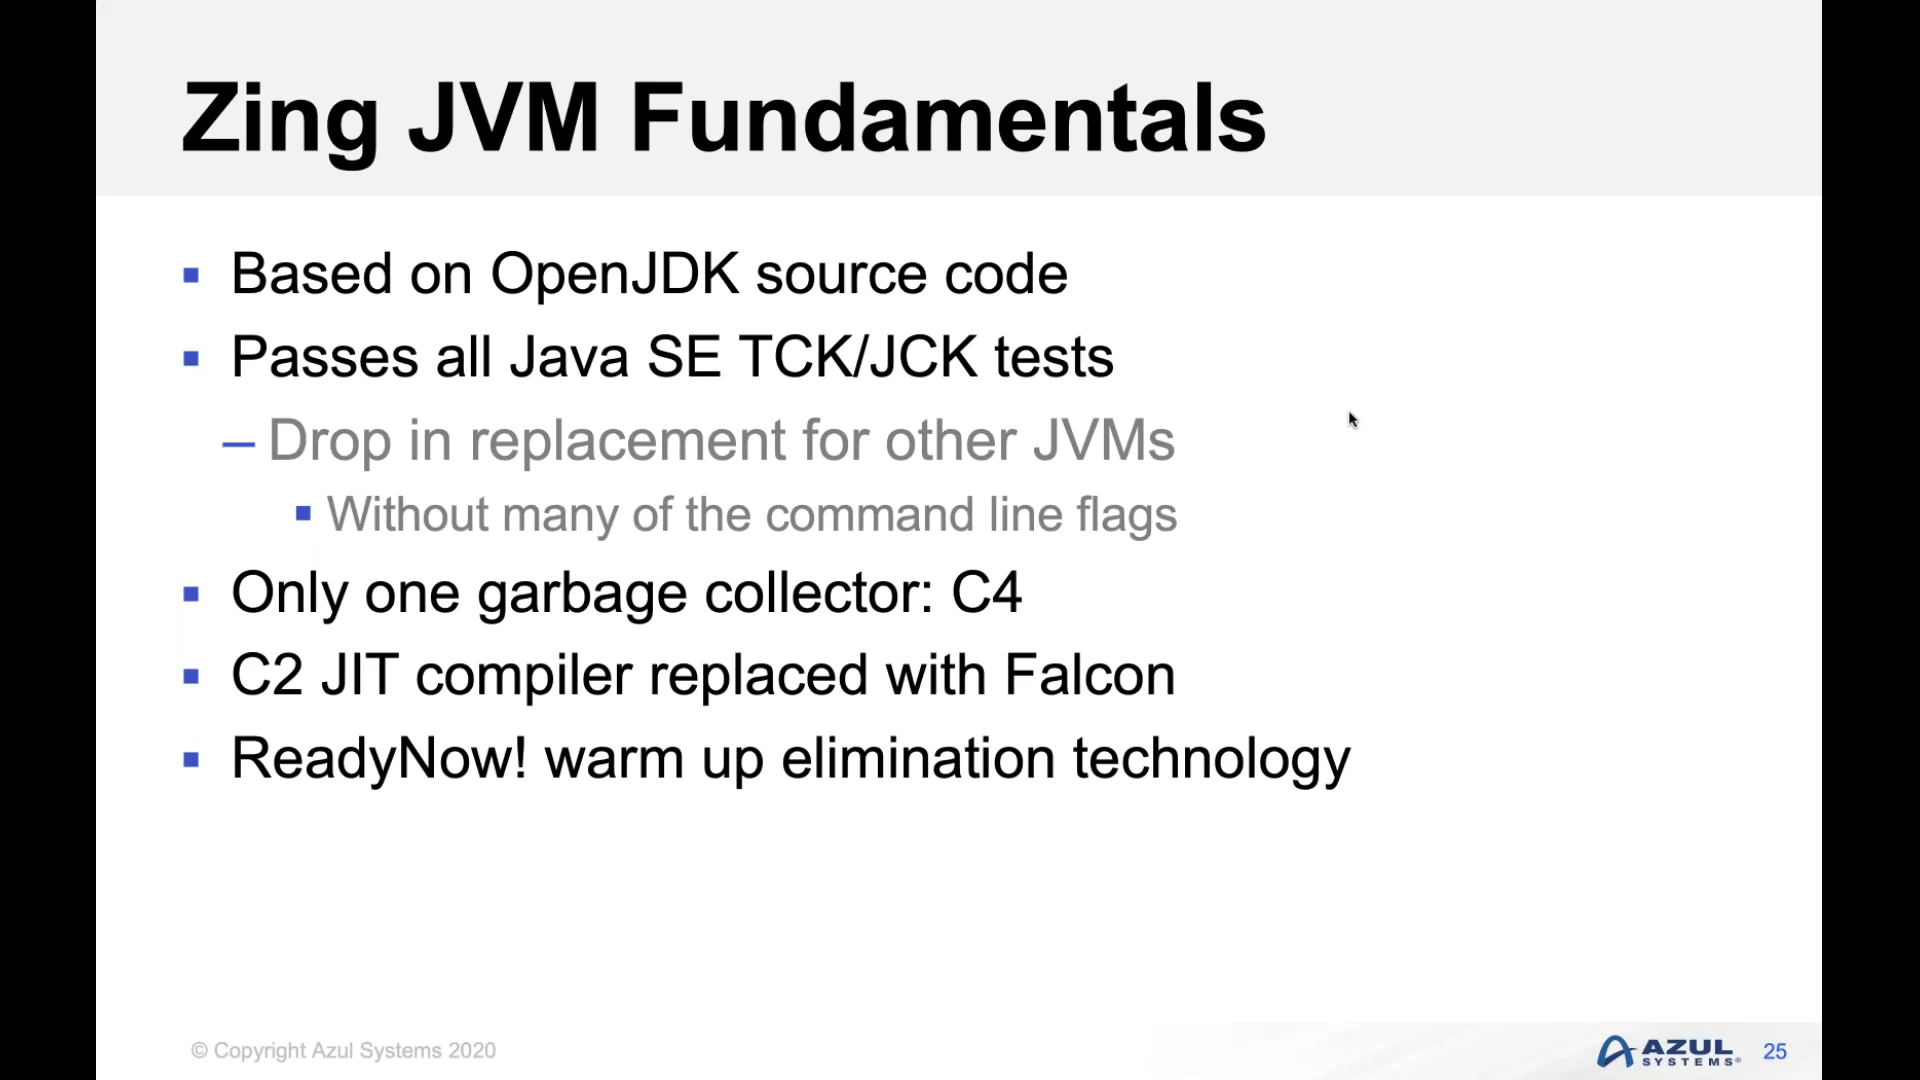 Zing JVM Fundamentals
Based on OpenJDK source code
Passes all Java SE TCK/JCK tests
– Drop in replacement for other JVMs
Without many of the command line flags
Only one garbage collector: C4
C2 JIT compiler replaced with Falcon
ReadyNow! warm up elimination technology
© Copyright Azul Systems 2020
AZUL
SYSTEMS®
25